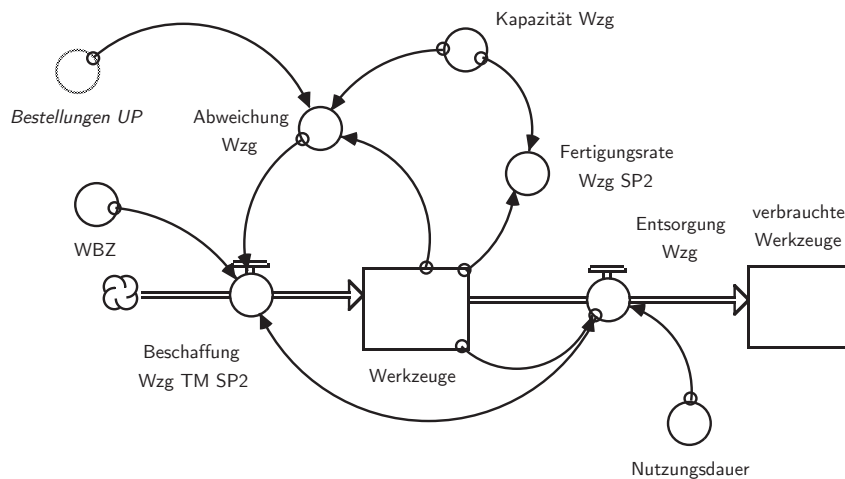 Kapazität Wzg
Bestellungen UP
Abweichung
Wzg
Fertigungsrate
Wzg SP2
WBZ
Entsorgung
Wzg
verbrauchte
Werkzeuge
Beschaffung
Wzg TM SP2
Werkzeuge
Nutzungsdauer